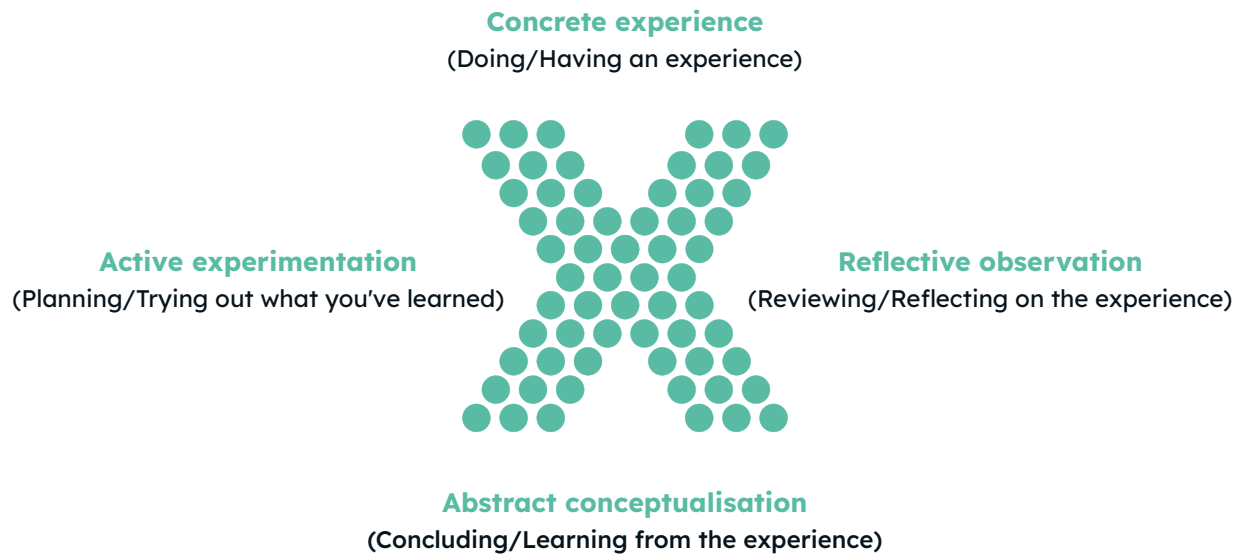 Concrete experience
(Doing/Having an experience)
Active experimentation
(Planning/Trying out what you've learned)
Reflective observation
(Reviewing/Reflecting on the experience)
Abstract conceptualisation
(Concluding/Learning from the experience)